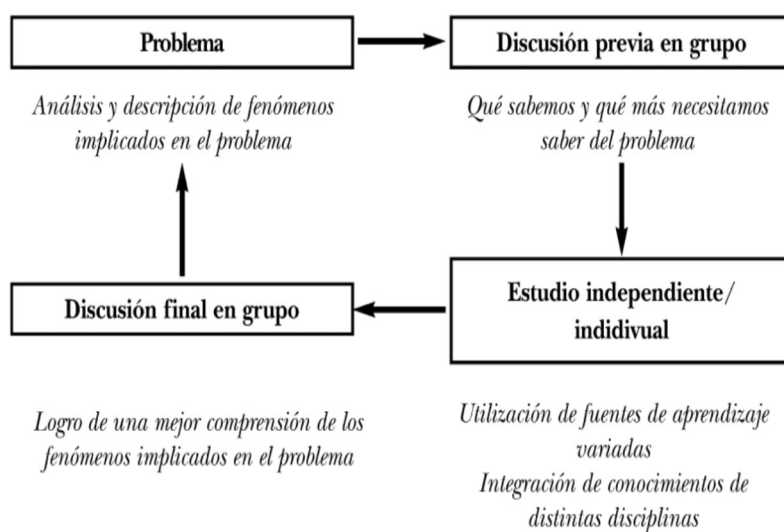 Problema
Análisis y descripción de fenómenos
implicados en el problema
Discusión previa en grupo
Qué sabemos y qué más necesitamos
saber del problema
Estudio independiente/
indidivual
Utilización de fuentes de aprendizaje
variadas
Integración de conocimientos de
distintas disciplinas
Discusión final en grupo
Logro de una mejor comprensión de los
fenómenos implicados en el problema